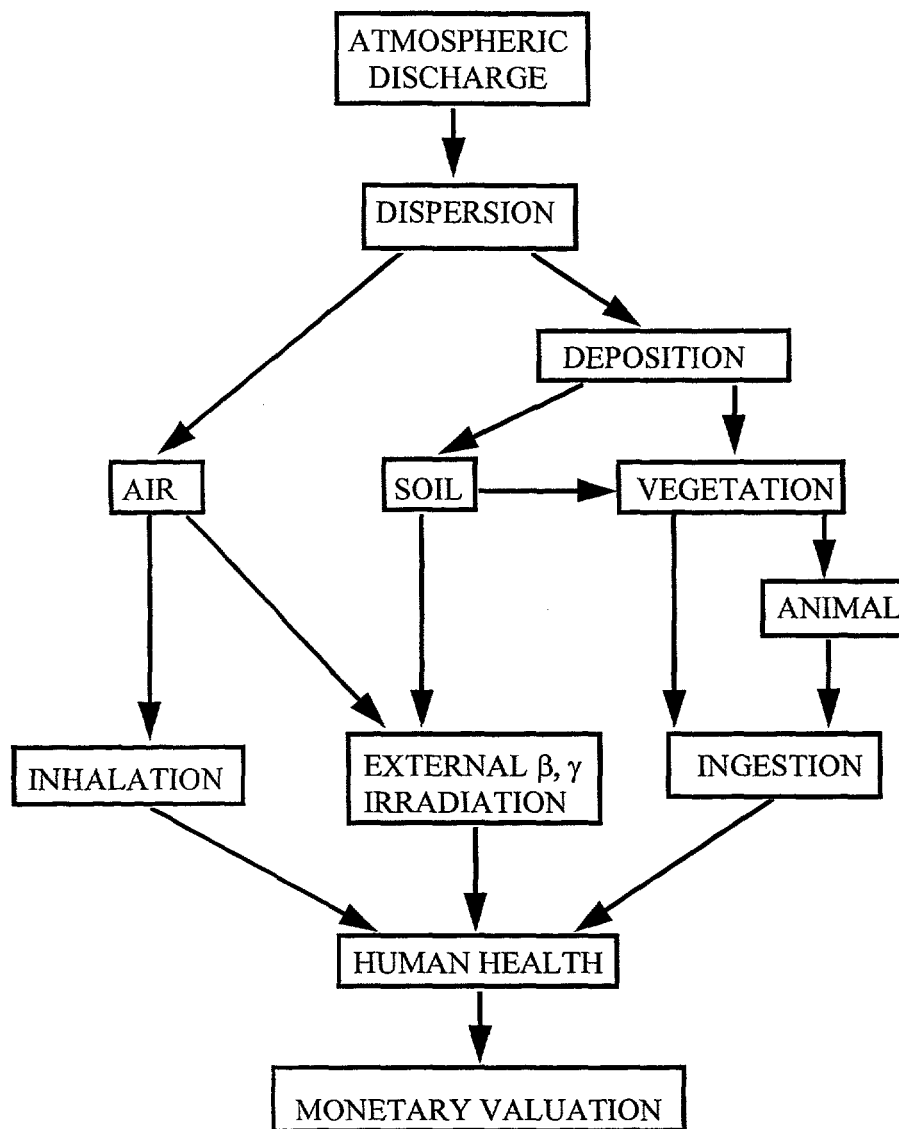 ATMOSPHERIC
DISCHARGE
DISPERSION
DEPOSITION
AIR
SOIL
VEGETATION
ANIMAL
INHALATION
EXTERNAL β, γ
IRRADIATION
INGESTION
HUMAN HEALTH
MONETARY VALUATION